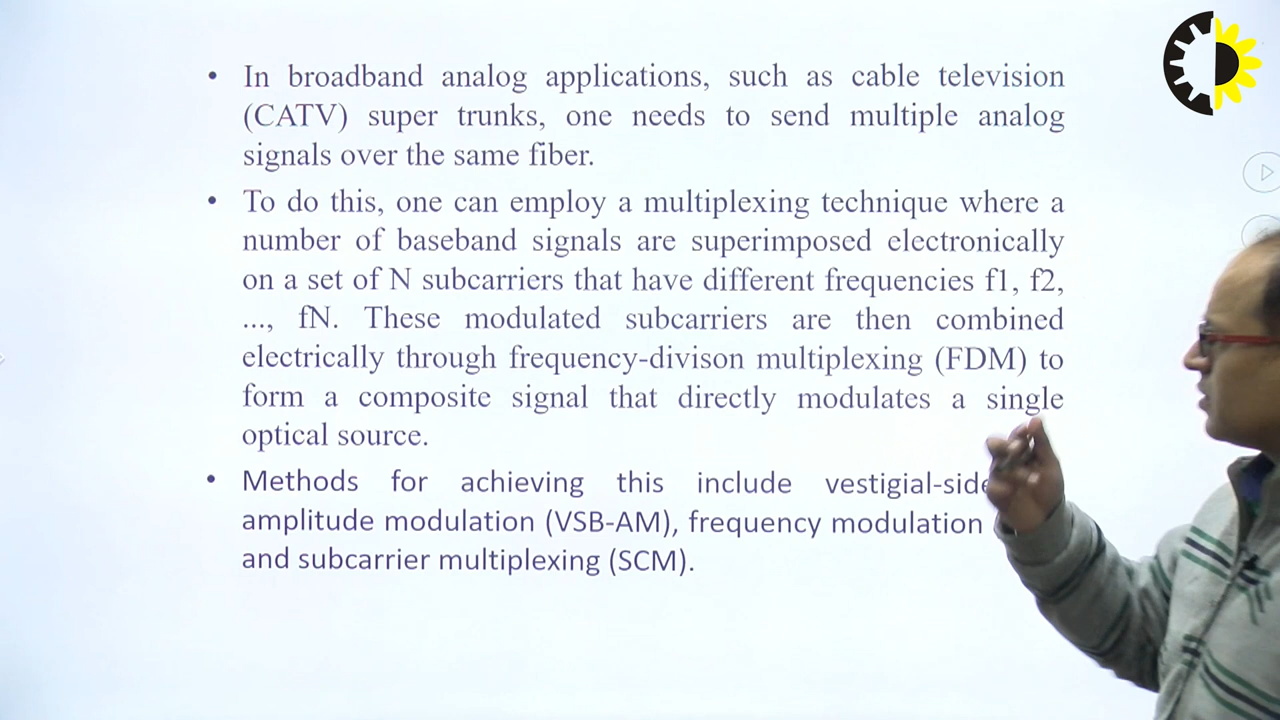 • In broadband analog applications, such as cable television
(CATV) super trunks, one needs to send multiple analog
signals over the same fiber.
• To do this, one can employ a multiplexing technique where a
number of baseband signals are superimposed electronically
on a set of N subcarriers that have different frequencies f1, f2,
..., fN. These modulated subcarriers are then combined
electrically through frequency-divison multiplexing (FDM) to
form a composite signal that directly modulates a single
optical source.
• Methods for achieving this include
amplitude modulation (VSB-AM), frequency modulation
and subcarrier multiplexing (SCM).